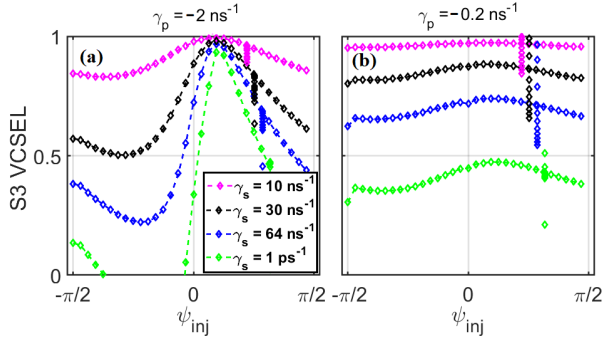 γp = −2 ns⁻¹
γp = −0.2 ns⁻¹
S3 VCSEL
1
0.5
0
(a)
(b)
γs = 10 ns⁻¹
γs = 30 ns⁻¹
γs = 64 ns⁻¹
γs = 1 ps⁻¹
-π/2
0
π/2
-π/2
0
π/2
ψinj
ψinj